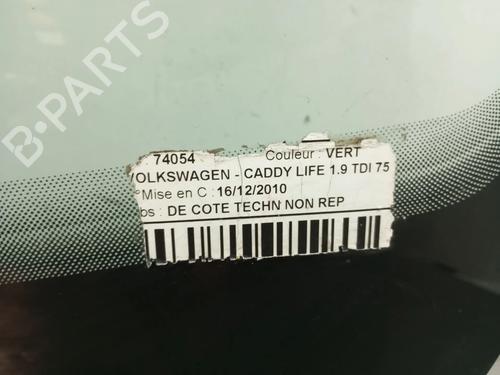 B-PARTS
74054 Couleur : VERT
OLKSWAGEN - CADDY LIFE 1.9 TDI 75
Mise en C : 16/12/2010
bs : DE COTE TECHN NON REP